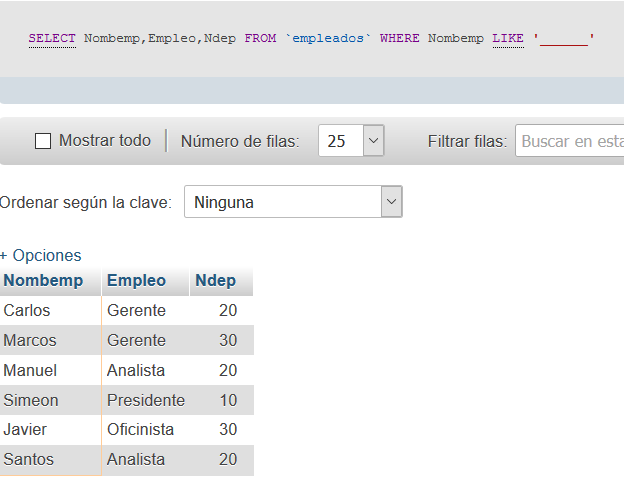 SELECT Nombemp,Empleo,Ndep FROM `empleados` WHERE Nombemp LIKE '______'
Mostrar todo Número de filas: 25 Filtrar filas: Buscar en esta
Ordenar según la clave: Ninguna
+ Opciones
Nombemp Empleo Ndep
Carlos Gerente 20
Marcos Gerente 30
Manuel Analista 20
Simeon Presidente 10
Javier Oficinista 30
Santos Analista 20